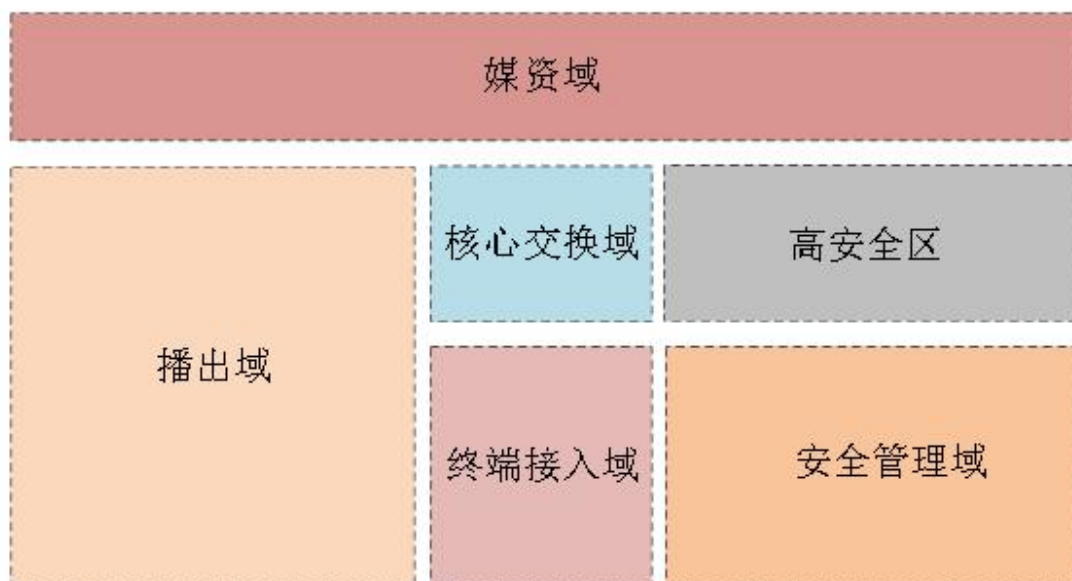 媒资域
核心交换域
高安全区
播出域
终端接入域
安全管理域